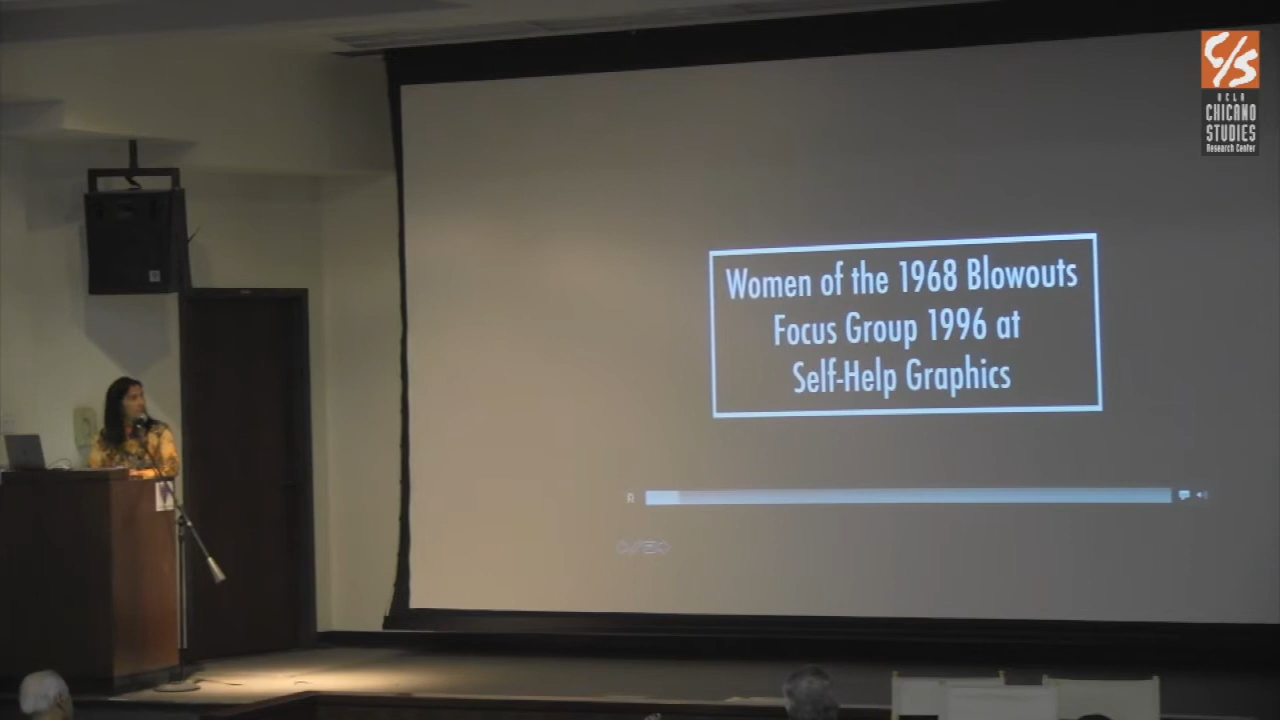 C/S
UCLA
CHICANO
STUDIES
Research Center
Women of the 1968 Blowouts
Focus Group 1996 at
Self-Help Graphics